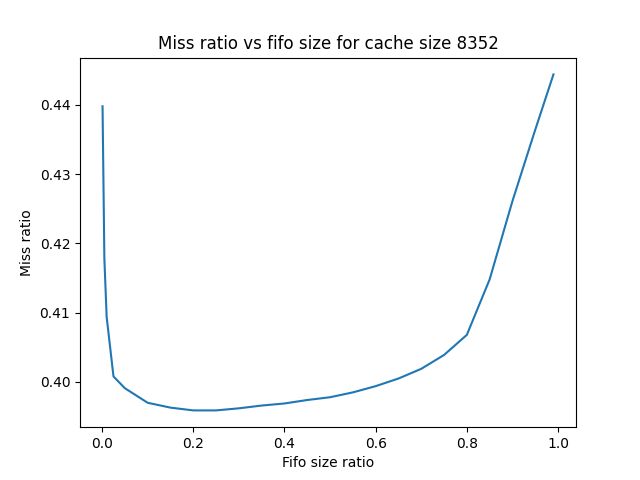 Miss ratio vs fifo size for cache size 8352
Miss ratio
0.44
0.43
0.42
0.41
0.40
0.0 0.2 0.4 0.6 0.8 1.0
Fifo size ratio